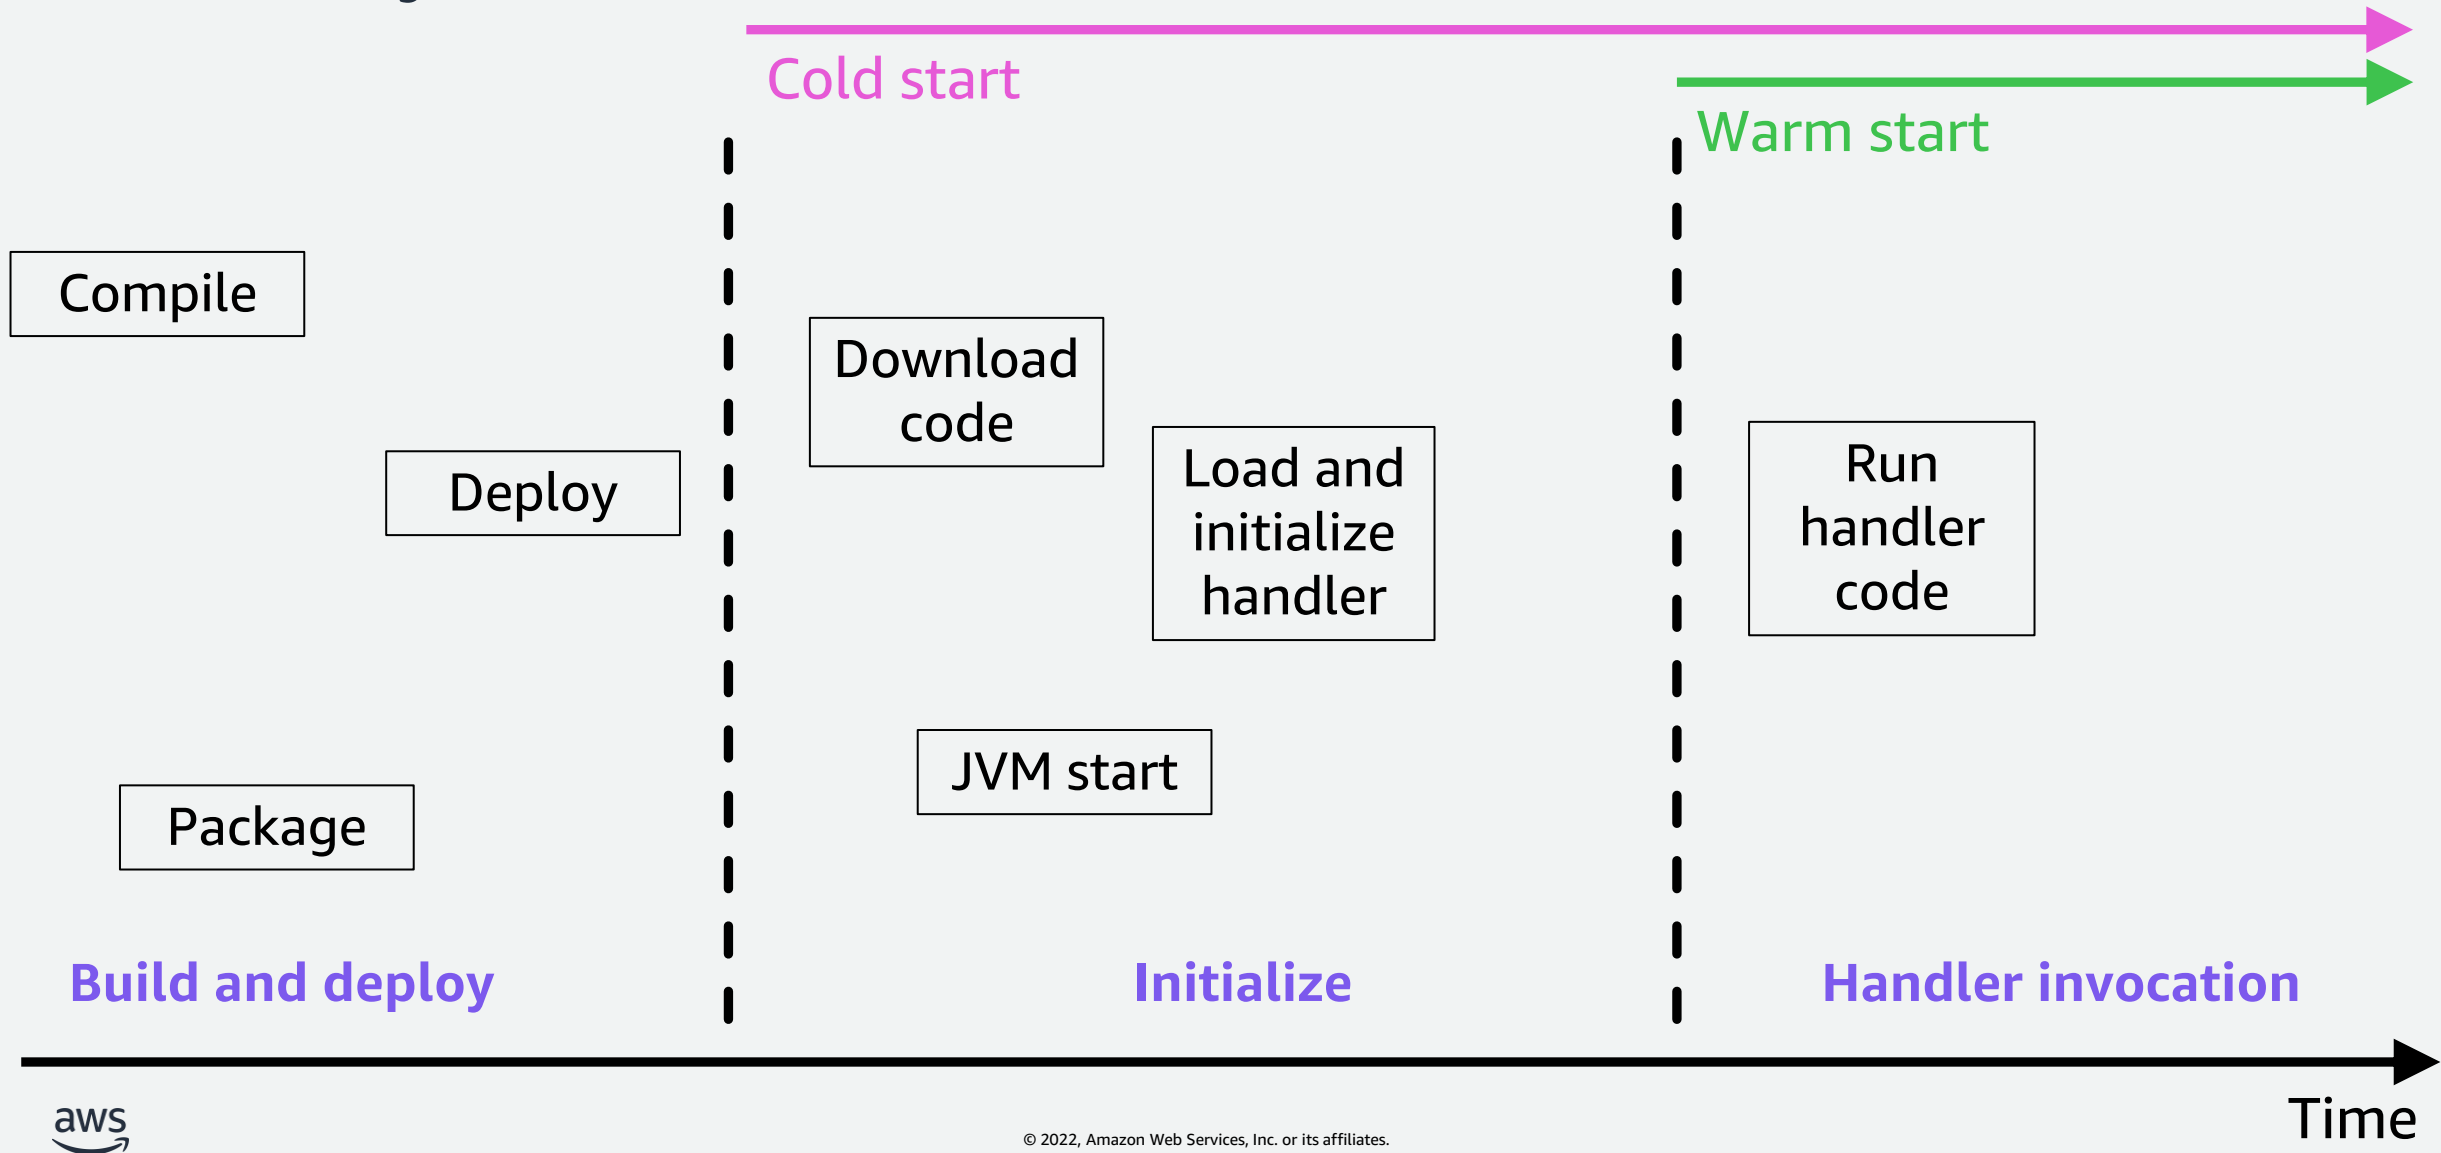 Cold start
Warm start
Compile
Package
Deploy
Build and deploy
Download
code
JVM start
Load and
initialize
handler
Initialize
Run
handler
code
Handler invocation
Time
aws
© 2022, Amazon Web Services, Inc. or its affiliates.